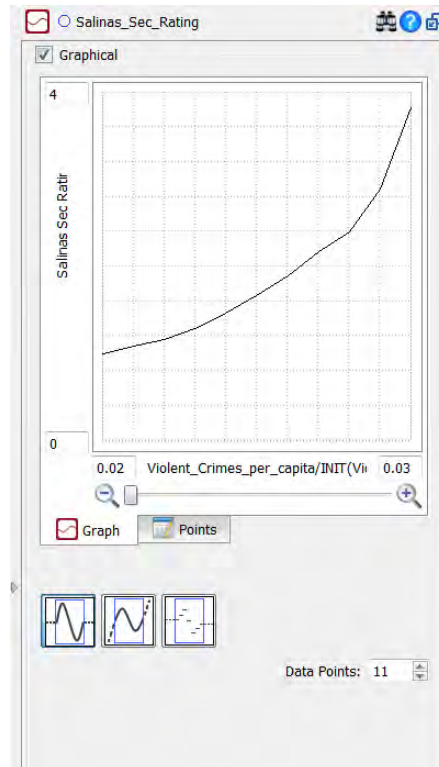 Salinas_Sec_Rating
Graphical
4
Salinas Sec Ratir
0
0.02 Violent_Crimes_per_capita/INIT(Vi 0.03
Graph Points
Data Points: 11